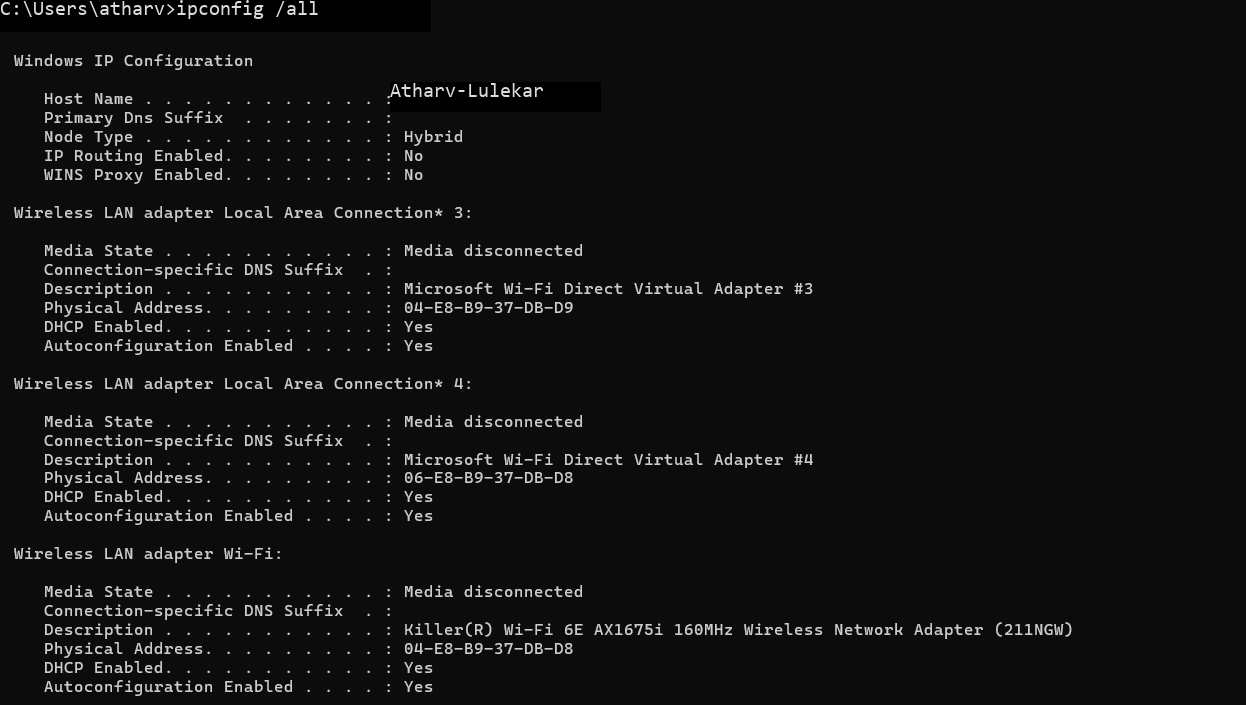 C:\Users\atharv>ipconfig /all
Windows IP Configuration
Host Name . . . . . . . . . . . . : Atharv-Lulekar
Primary Dns Suffix  . . . . . . . :
Node Type . . . . . . . . . . . . : Hybrid
IP Routing Enabled. . . . . . . . : No
WINS Proxy Enabled. . . . . . . . : No
Wireless LAN adapter Local Area Connection* 3:
Media State . . . . . . . . . . . : Media disconnected
Connection-specific DNS Suffix  . :
Description . . . . . . . . . . . : Microsoft Wi-Fi Direct Virtual Adapter #3
Physical Address. . . . . . . . . : 04-E8-B9-37-DB-D9
DHCP Enabled. . . . . . . . . . . : Yes
Autoconfiguration Enabled . . . . : Yes
Wireless LAN adapter Local Area Connection* 4:
Media State . . . . . . . . . . . : Media disconnected
Connection-specific DNS Suffix  . :
Description . . . . . . . . . . . : Microsoft Wi-Fi Direct Virtual Adapter #4
Physical Address. . . . . . . . . : 06-E8-B9-37-DB-D8
DHCP Enabled. . . . . . . . . . . : Yes
Autoconfiguration Enabled . . . . : Yes
Wireless LAN adapter Wi-Fi:
Media State . . . . . . . . . . . : Media disconnected
Connection-specific DNS Suffix  . :
Description . . . . . . . . . . . : Killer(R) Wi-Fi 6E AX1675i 160MHz Wireless Network Adapter (211NGW)
Physical Address. . . . . . . . . : 04-E8-B9-37-DB-D8
DHCP Enabled. . . . . . . . . . . : Yes
Autoconfiguration Enabled . . . . : Yes